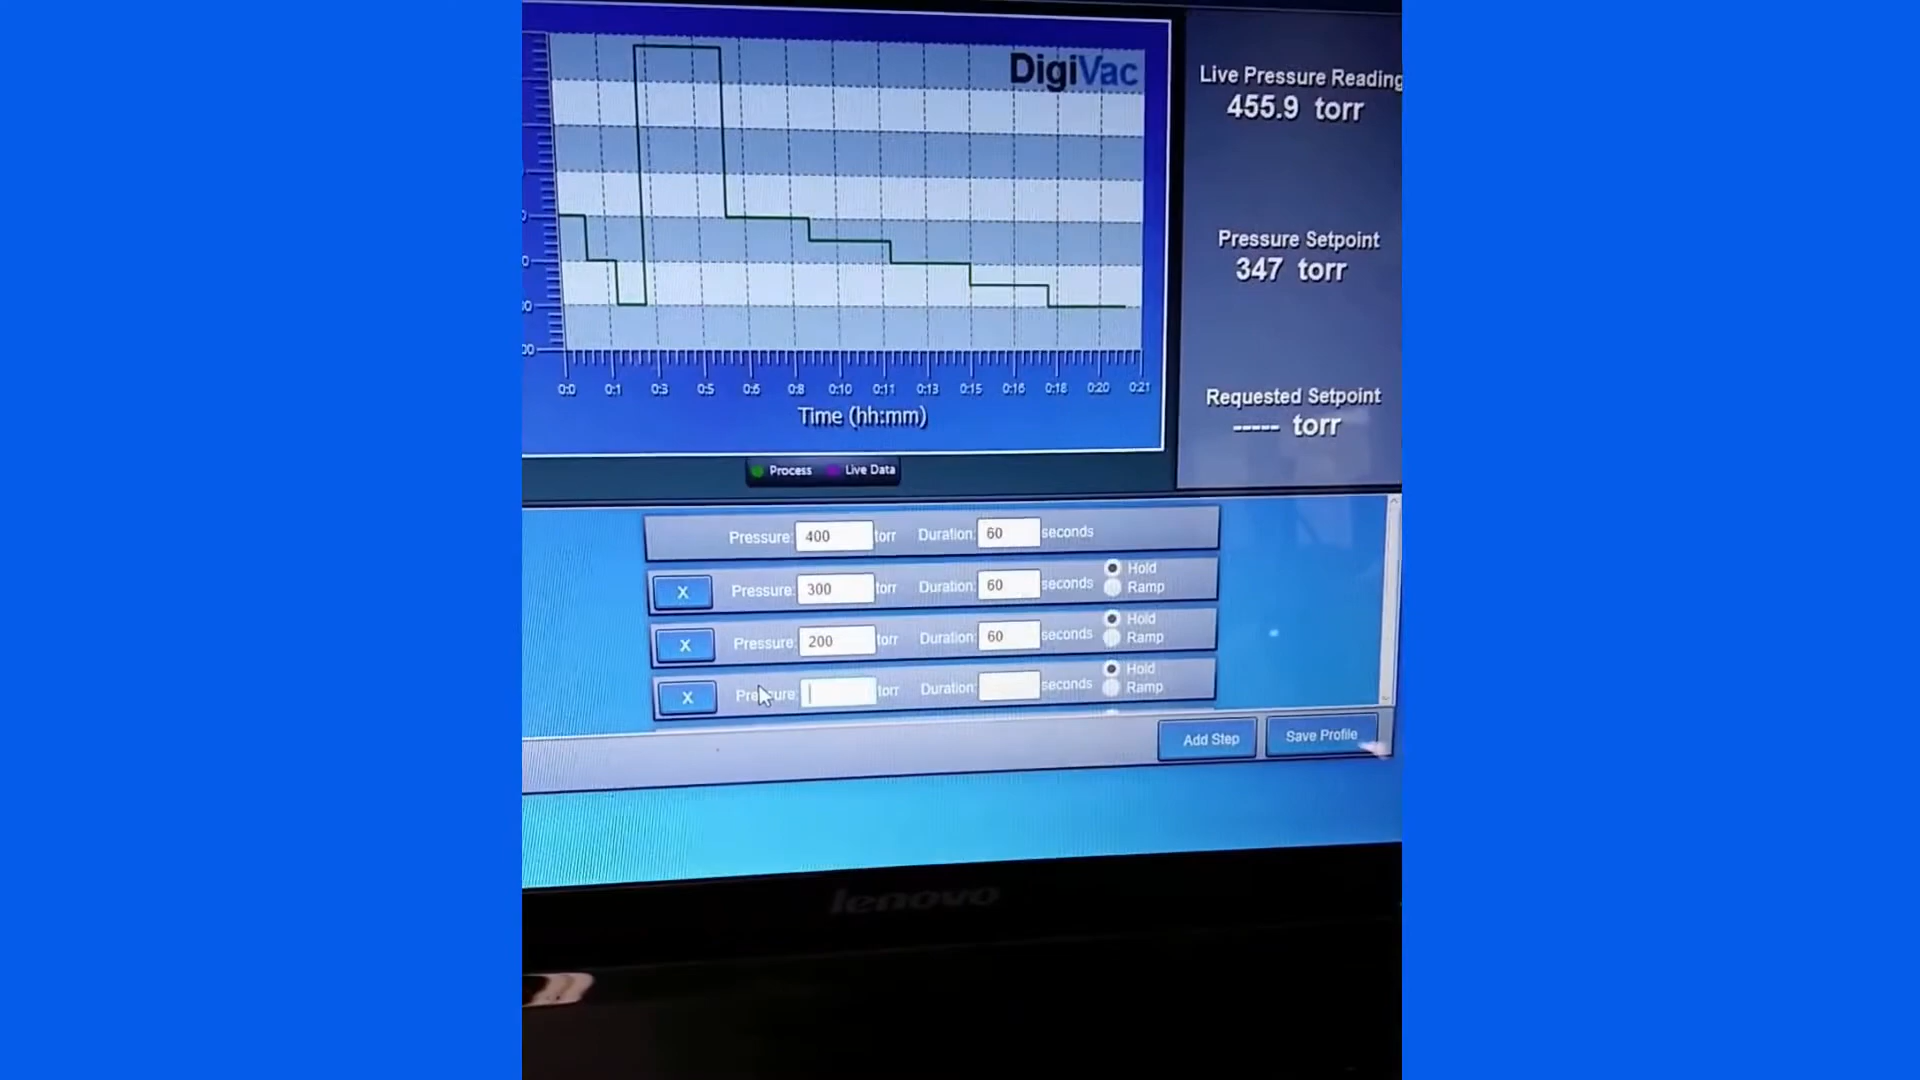 DigiVac
Live Pressure Reading
455.9 torr
Pressure Setpoint
347 torr
Requested Setpoint
----- torr
0:0 0:1 0:3 0:5 0:6 0:8 0:10 0:11 0:13 0:15 0:16 0:18 0:20 0:21
Time (hh:mm)
Process Live Data
Pressure: 400 torr Duration: 60 seconds
X Pressure: 300 torr Duration: 60 seconds Hold Ramp
X Pressure: 200 torr Duration: 60 seconds Hold Ramp
X Pressure: torr Duration: seconds Hold Ramp
Add Step Save Profile
lenovo